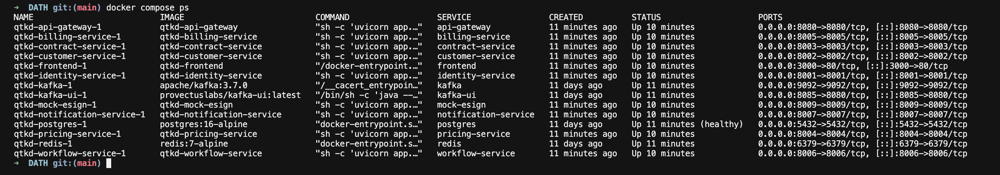 → DATH git:(main) docker compose ps
NAME IMAGE COMMAND SERVICE CREATED STATUS PORTS
qtkd-api-gateway-1 qtkd-api-gateway "sh -c 'uvicorn app.…" api-gateway 11 minutes ago Up 10 minutes 0.0.0.0:8080->8080/tcp, [::]:8080->8080/tcp
qtkd-billing-service-1 qtkd-billing-service "sh -c 'uvicorn app.…" billing-service 11 minutes ago Up 10 minutes 0.0.0.0:8005->8005/tcp, [::]:8005->8005/tcp
qtkd-contract-service-1 qtkd-contract-service "sh -c 'uvicorn app.…" contract-service 11 minutes ago Up 10 minutes 0.0.0.0:8003->8003/tcp, [::]:8003->8003/tcp
qtkd-customer-service-1 qtkd-customer-service "sh -c 'uvicorn app.…" customer-service 11 minutes ago Up 10 minutes 0.0.0.0:8002->8002/tcp, [::]:8002->8002/tcp
qtkd-frontend-1 qtkd-frontend "/docker-entrypoint.…" frontend 11 minutes ago Up 10 minutes 0.0.0.0:3000->80/tcp, [::]:3000->80/tcp
qtkd-identity-service-1 qtkd-identity-service "sh -c 'uvicorn app.…" identity-service 11 minutes ago Up 10 minutes 0.0.0.0:8001->8001/tcp, [::]:8001->8001/tcp
qtkd-kafka-1 apache/kafka:3.7.0 "/__cacert_entrypoin…" kafka 11 days ago Up 11 minutes 0.0.0.0:9092->9092/tcp, [::]:9092->9092/tcp
qtkd-kafka-ui-1 provectuslabs/kafka-ui:latest "/bin/sh -c 'java --…" kafka-ui 11 days ago Up 11 minutes 0.0.0.0:8085->8080/tcp, [::]:8085->8080/tcp
qtkd-mock-esign-1 qtkd-mock-esign "sh -c 'uvicorn app.…" mock-esign 11 minutes ago Up 10 minutes 0.0.0.0:8009->8009/tcp, [::]:8009->8009/tcp
qtkd-notification-service-1 qtkd-notification-service "sh -c 'uvicorn app.…" notification-service 11 minutes ago Up 10 minutes 0.0.0.0:8007->8007/tcp, [::]:8007->8007/tcp
qtkd-postgres-1 postgres:16-alpine "docker-entrypoint.s…" postgres 11 days ago Up 11 minutes (healthy) 0.0.0.0:5432->5432/tcp, [::]:5432->5432/tcp
qtkd-pricing-service-1 qtkd-pricing-service "sh -c 'uvicorn app.…" pricing-service 11 minutes ago Up 10 minutes 0.0.0.0:8004->8004/tcp, [::]:8004->8004/tcp
qtkd-redis-1 redis:7-alpine "docker-entrypoint.s…" redis 11 days ago Up 11 minutes 0.0.0.0:6379->6379/tcp, [::]:6379->6379/tcp
qtkd-workflow-service-1 qtkd-workflow-service "sh -c 'uvicorn app.…" workflow-service 11 minutes ago Up 10 minutes 0.0.0.0:8006->8006/tcp, [::]:8006->8006/tcp
→ DATH git:(main)